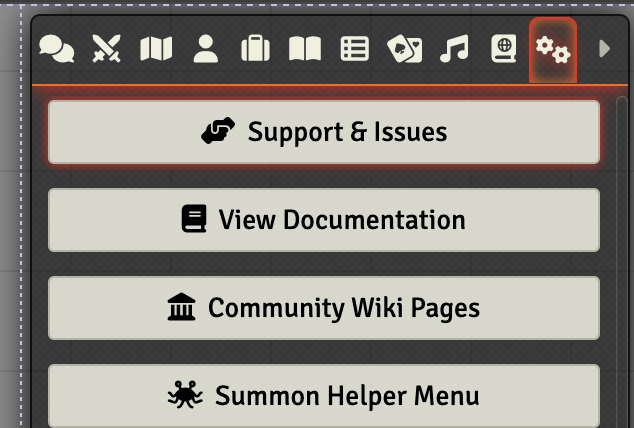 Support & Issues
View Documentation
Community Wiki Pages
Summon Helper Menu